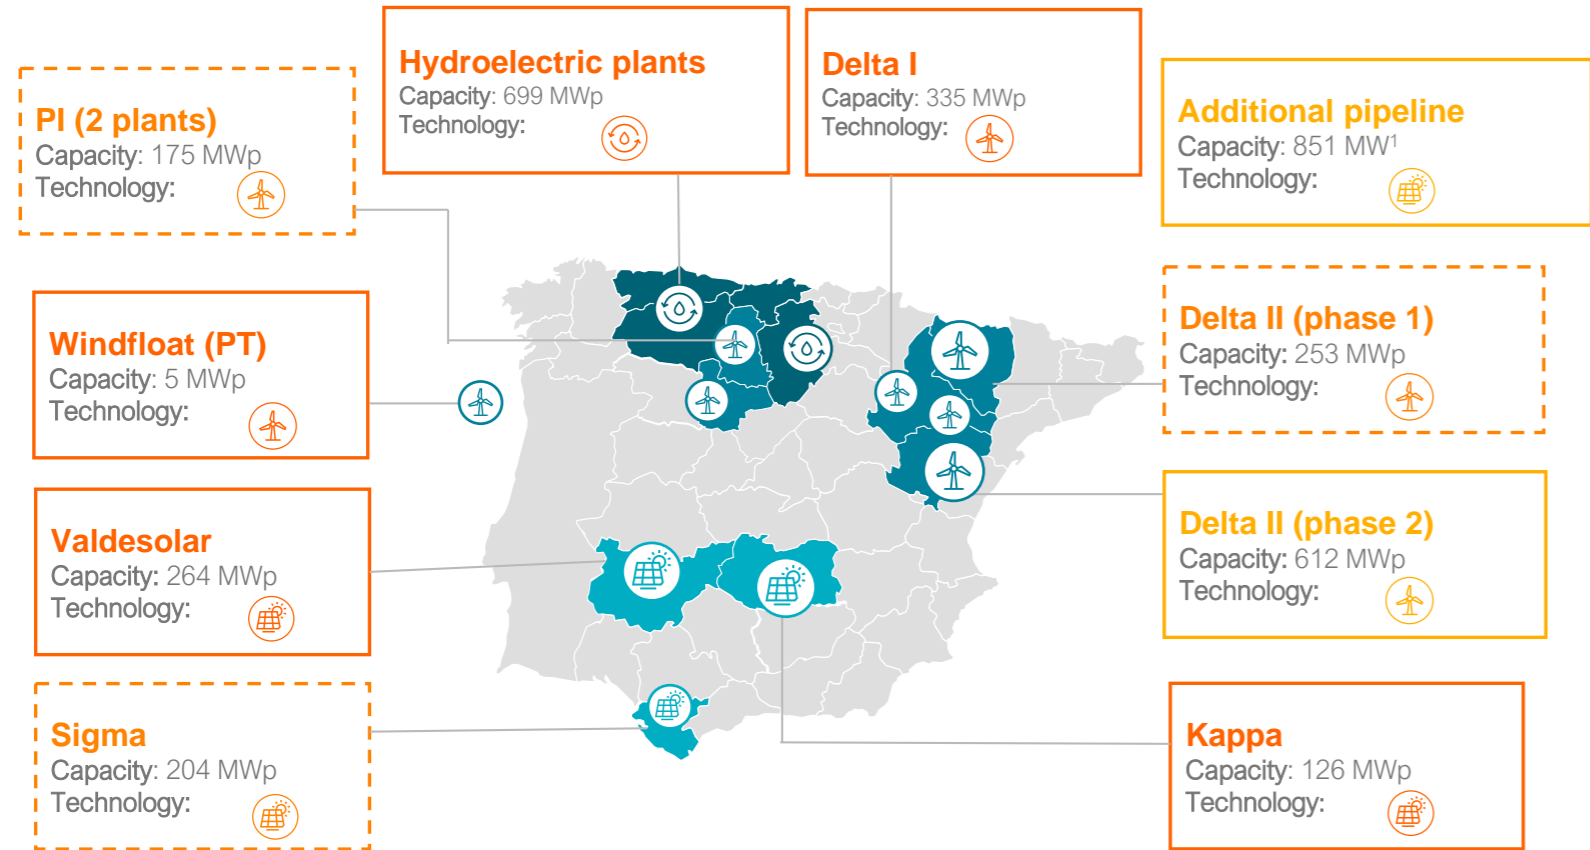 Hydroelectric plants
Capacity: 699 MWp
Technology:
Delta I
Capacity: 335 MWp
Technology:
PI (2 plants)
Capacity: 175 MWp
Technology:
Additional pipeline
Capacity: 851 MW¹
Technology:
Windfloat (PT)
Capacity: 5 MWp
Technology:
Delta II (phase 1)
Capacity: 253 MWp
Technology:
Valdesolar
Capacity: 264 MWp
Technology:
Delta II (phase 2)
Capacity: 612 MWp
Technology:
Sigma
Capacity: 204 MWp
Technology:
Kappa
Capacity: 126 MWp
Technology: